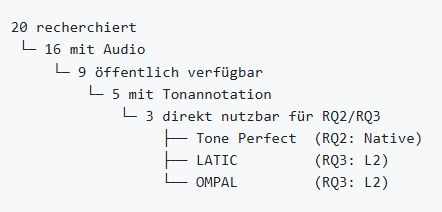 20 recherchiert
└─ 16 mit Audio
└─ 9 öffentlich verfügbar
└─ 5 mit Tonannotation
└─ 3 direkt nutzbar für RQ2/RQ3
├── Tone Perfect (RQ2: Native)
├── LATIC (RQ3: L2)
└── OMPAL (RQ3: L2)